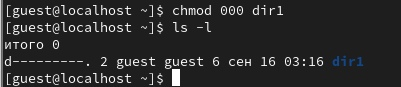 [guest@localhost ~]$ chmod 000 dir1
[guest@localhost ~]$ ls -l
итого 0
d---------. 2 guest guest 6 сен 16 03:16 dir1
[guest@localhost ~]$